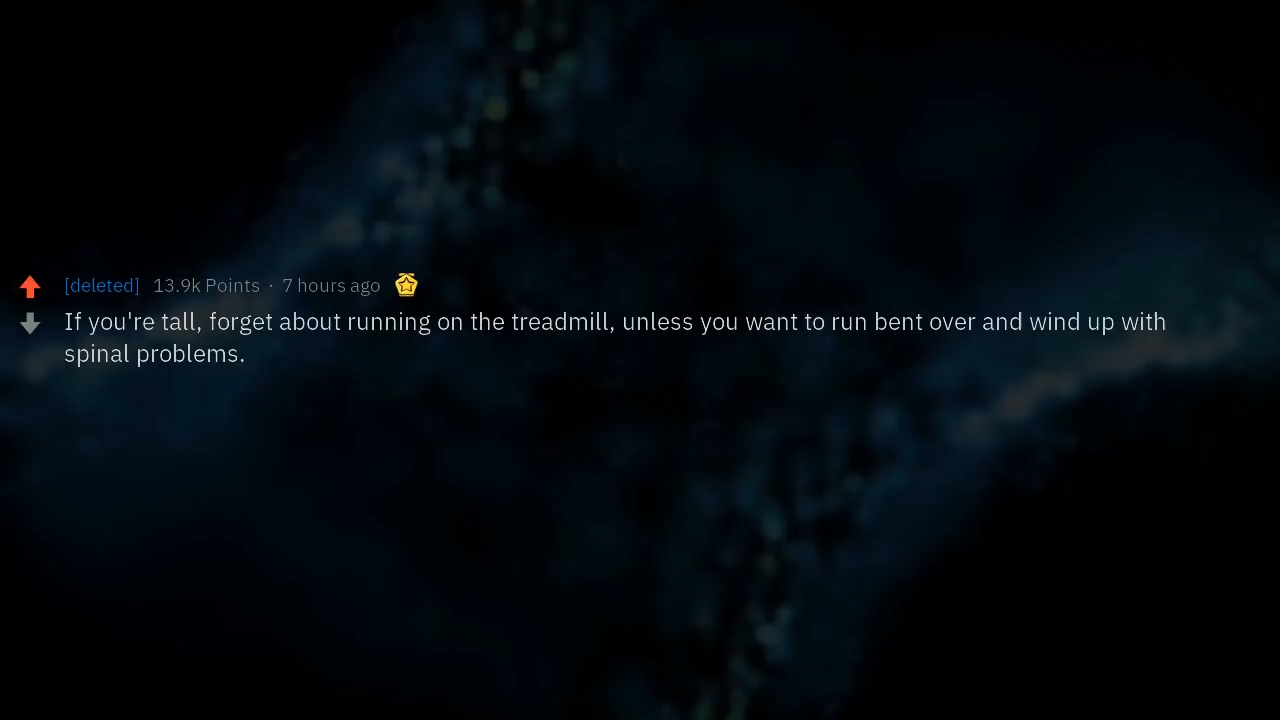 [deleted] 13.9k Points · 7 hours ago
If you're tall, forget about running on the treadmill, unless you want to run bent over and wind up with
spinal problems.